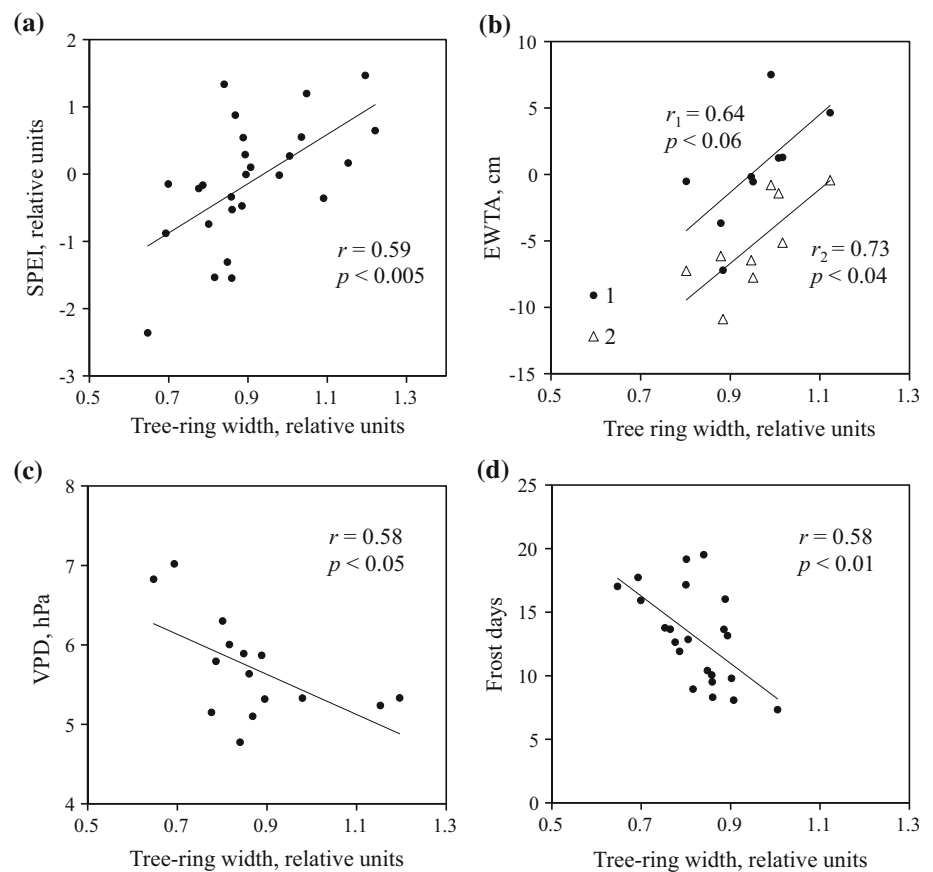 (a)
2
1
0
-1
-2
-3
SPEI, relative units
r = 0.59
p < 0.005
0.5 0.7 0.9 1.1 1.3
Tree-ring width, relative units
(b)
10
5
0
-5
-10
-15
EWTA, cm
r1 = 0.64
p < 0.06
r2 = 0.73
p < 0.04
1
2
0.5 0.7 0.9 1.1 1.3
Tree ring width, relative units
(c)
8
7
6
5
4
VPD, hPa
r = 0.58
p < 0.05
0.5 0.7 0.9 1.1 1.3
Tree-ring width, relative units
(d)
25
20
15
10
5
0
Frost days
r = 0.58
p < 0.01
0.5 0.7 0.9 1.1 1.3
Tree-ring width, relative units